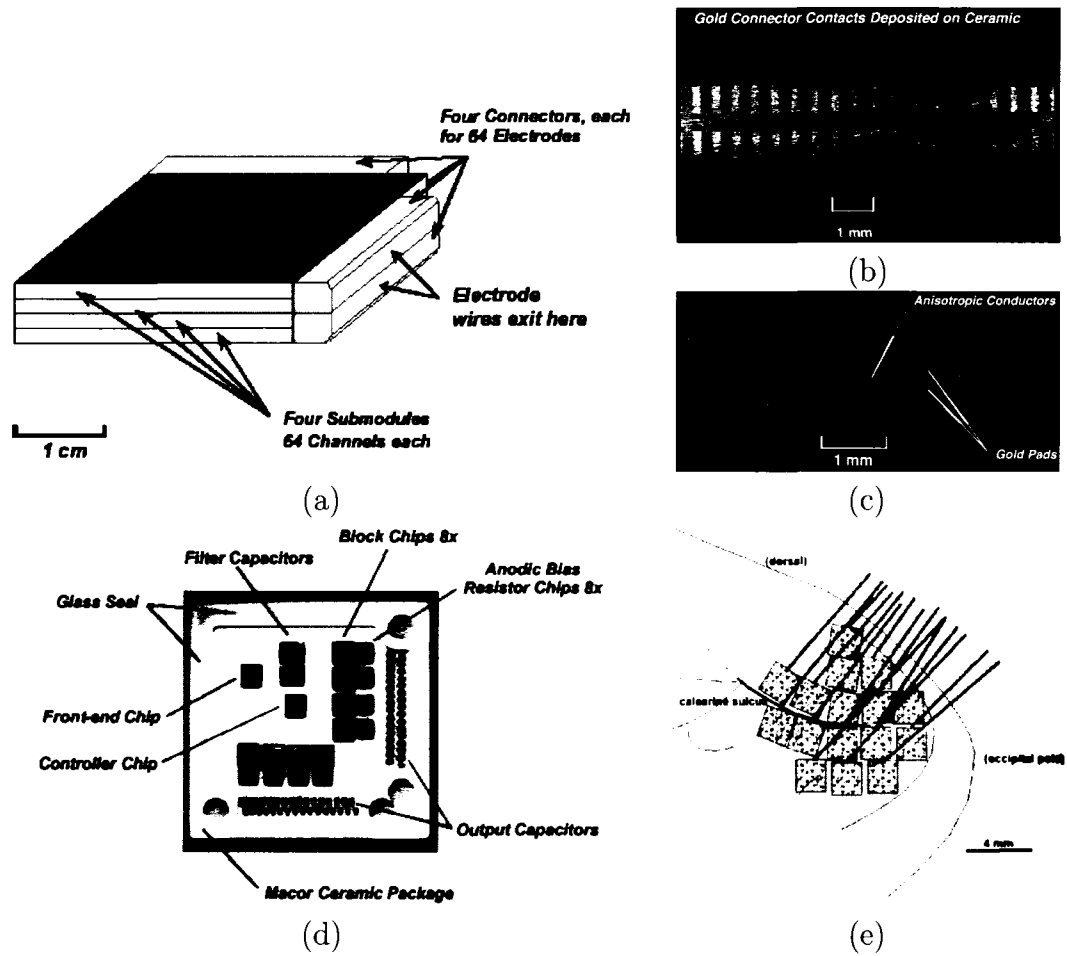 Four Connectors, each
for 64 Electrodes
Electrode
wires exit here
Four Submodules
64 Channels each
1 cm
(a)
Gold Connector Contacts Deposited on Ceramic
1 mm
(b)
Anisotropic Conductors
1 mm
Gold Pads
(c)
Block Chips 8x
Filter Capacitors
Anodic Bias
Resistor Chips 8x
Glass Seal
Front-end Chip
Controller Chip
Output Capacitors
Macor Ceramic Package
(d)
(dorsal)
calcarine sulcus
(occipital pole)
4 mm
(e)